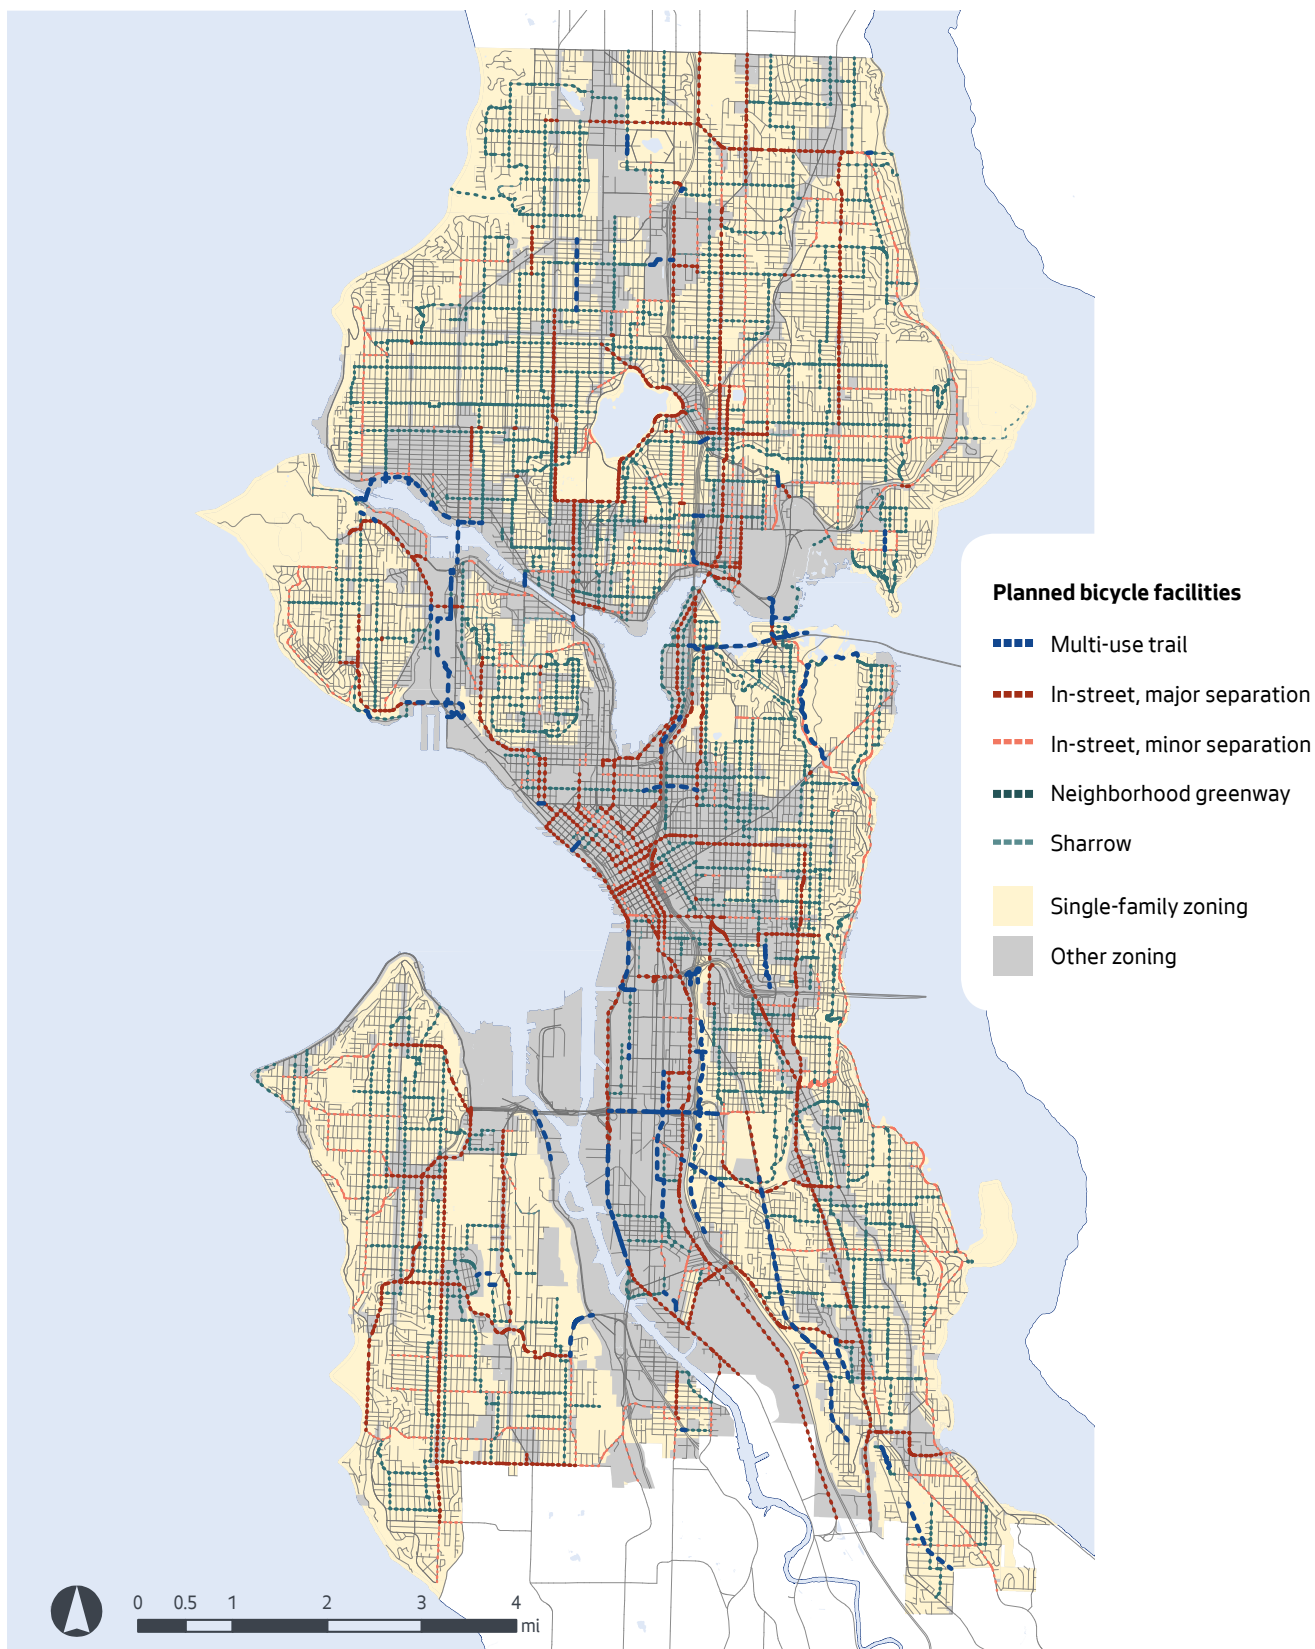 Planned bicycle facilities
Multi-use trail
In-street, major separation
In-street, minor separation
Neighborhood greenway
Sharrow
Single-family zoning
Other zoning
0 0.5 1 2 3 4
mi